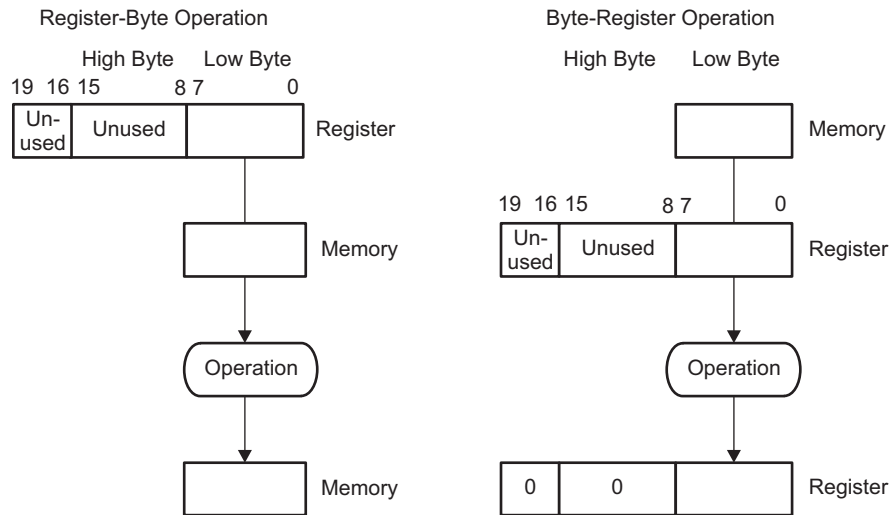 Register-Byte Operation
High Byte Low Byte
19 16 15 8 7 0
Un-
used
Unused
Register
Memory
Operation
Memory
Byte-Register Operation
High Byte Low Byte
Memory
19 16 15 8 7 0
Un-
used
Unused
Register
Operation
0 0 Register